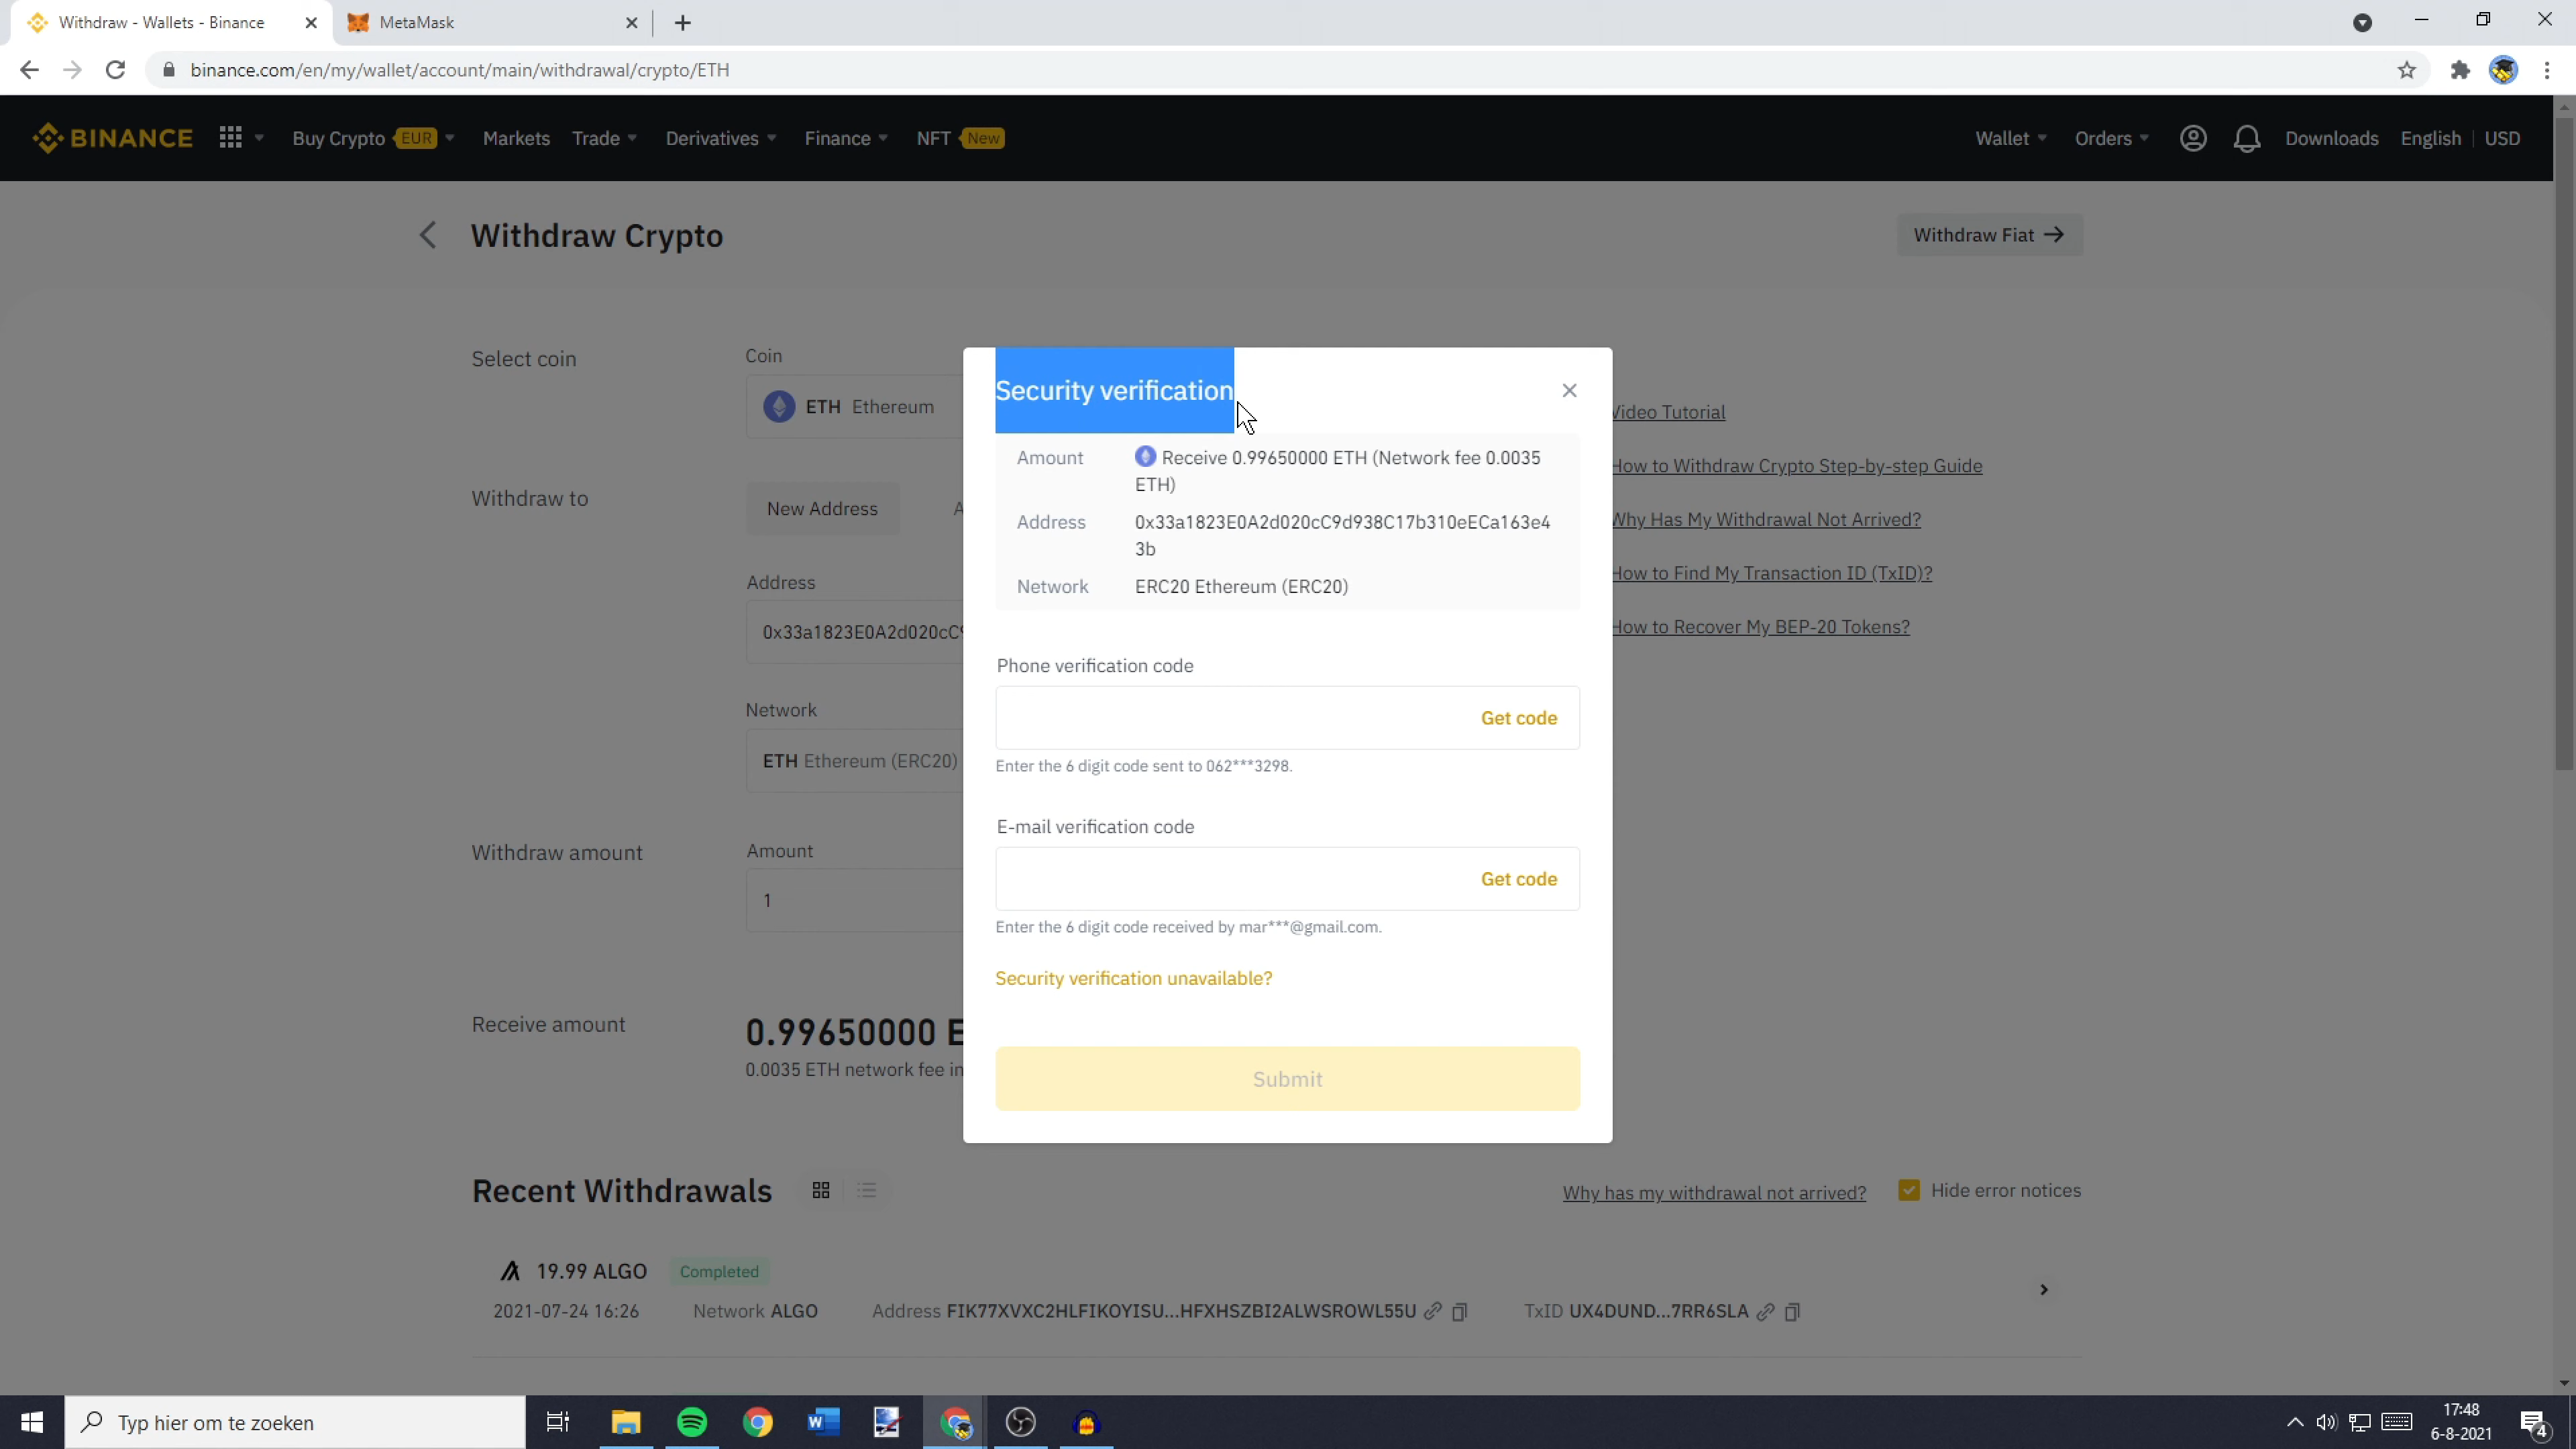 Withdraw - Wallets - Binance
MetaMask
binance.com/en/my/wallet/account/main/withdrawal/crypto/ETH
BINANCE
Buy Crypto EUR
Markets
Trade
Derivatives
Finance
NFT New
Wallet
Orders
Downloads
English
USD
Withdraw Crypto
Withdraw Fiat
Select coin
Coin
ETH Ethereum
Withdraw to
New Address
A
Address
0x33a1823E0A2d020cC9
Network
ETH Ethereum (ERC20)
Withdraw amount
Amount
1
Receive amount
0.99650000 E
0.0035 ETH network fee in
Security verification
Amount
Receive 0.99650000 ETH (Network fee 0.0035
ETH)
Address
0x33a1823E0A2d020cC9d938C17b310eECa163e4
3b
Network
ERC20 Ethereum (ERC20)
Phone verification code
Get code
Enter the 6 digit code sent to 062***3298.
E-mail verification code
Get code
Enter the 6 digit code received by mar***@gmail.com.
Security verification unavailable?
Submit
Video Tutorial
How to Withdraw Crypto Step-by-step Guide
Why Has My Withdrawal Not Arrived?
How to Find My Transaction ID (TxID)?
How to Recover My BEP-20 Tokens?
Recent Withdrawals
Why has my withdrawal not arrived?
Hide error notices
19.99 ALGO
Completed
2021-07-24 16:26
Network ALGO
Address FIK77XVXC2HLFIKOYISU...HFXHSZBI2ALWSROWL55U
TxID UX4DUND...7RR6SLA
Typ hier om te zoeken
17:48
6-8-2021
4